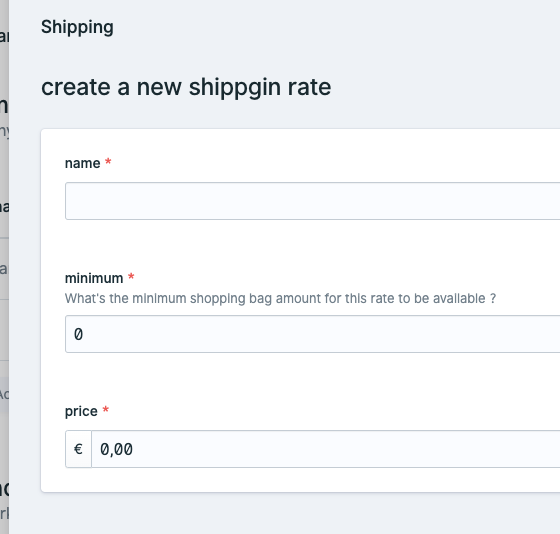 Shipping
create a new shippgin rate
name *
minimum *
What's the minimum shopping bag amount for this rate to be available ?
0
price *
€ 0,00